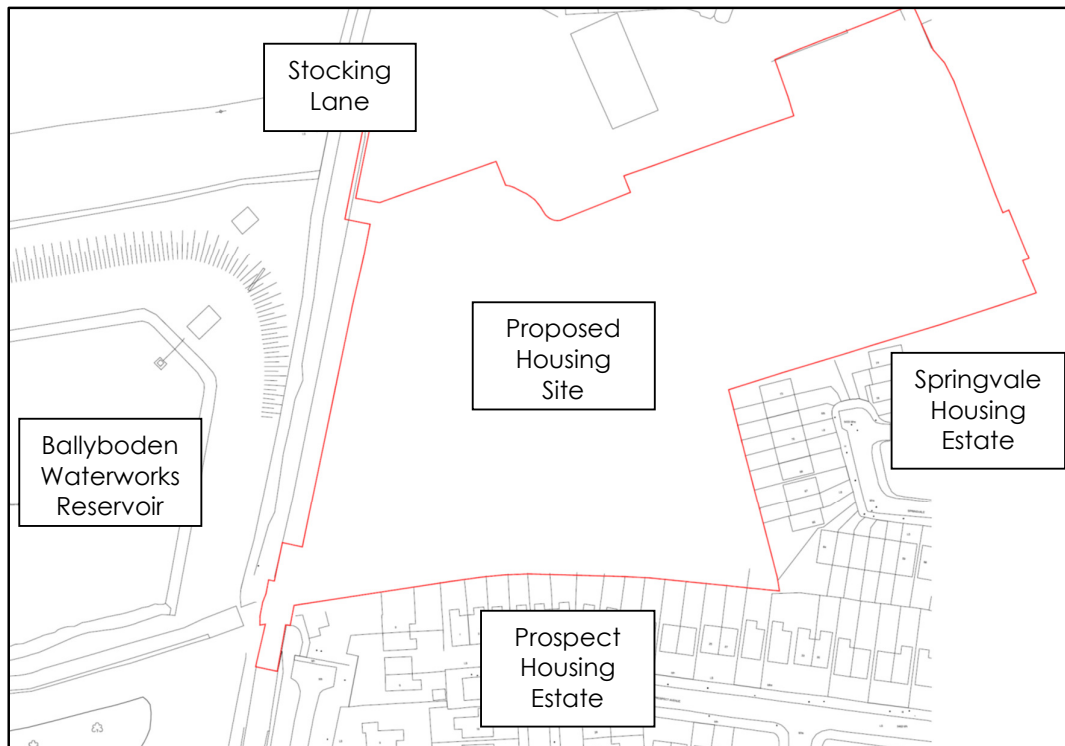 Stocking
Lane
Proposed
Housing
Site
Springvale
Housing
Estate
Ballyboden
Waterworks
Reservoir
Prospect
Housing
Estate